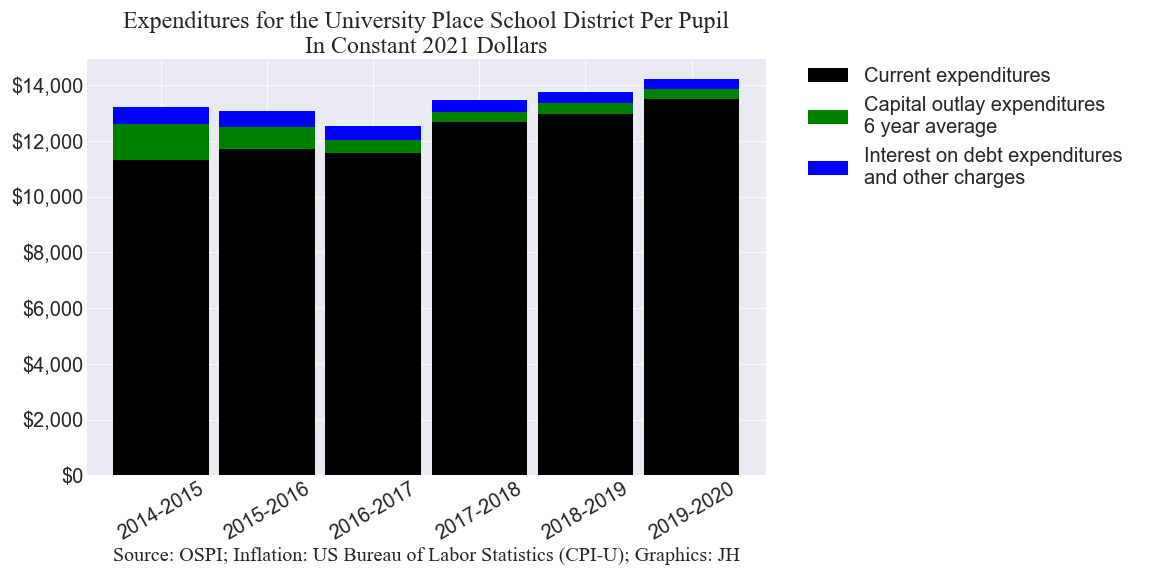 Expenditures for the University Place School District Per Pupil
In Constant 2021 Dollars
$14,000
$12,000
$10,000
$8,000
$6,000
$4,000
$2,000
$0
2014-2015
2015-2016
2016-2017
2017-2018
2018-2019
2019-2020
Current expenditures
Capital outlay expenditures
6 year average
Interest on debt expenditures
and other charges
Source: OSPI; Inflation: US Bureau of Labor Statistics (CPI-U); Graphics: JH